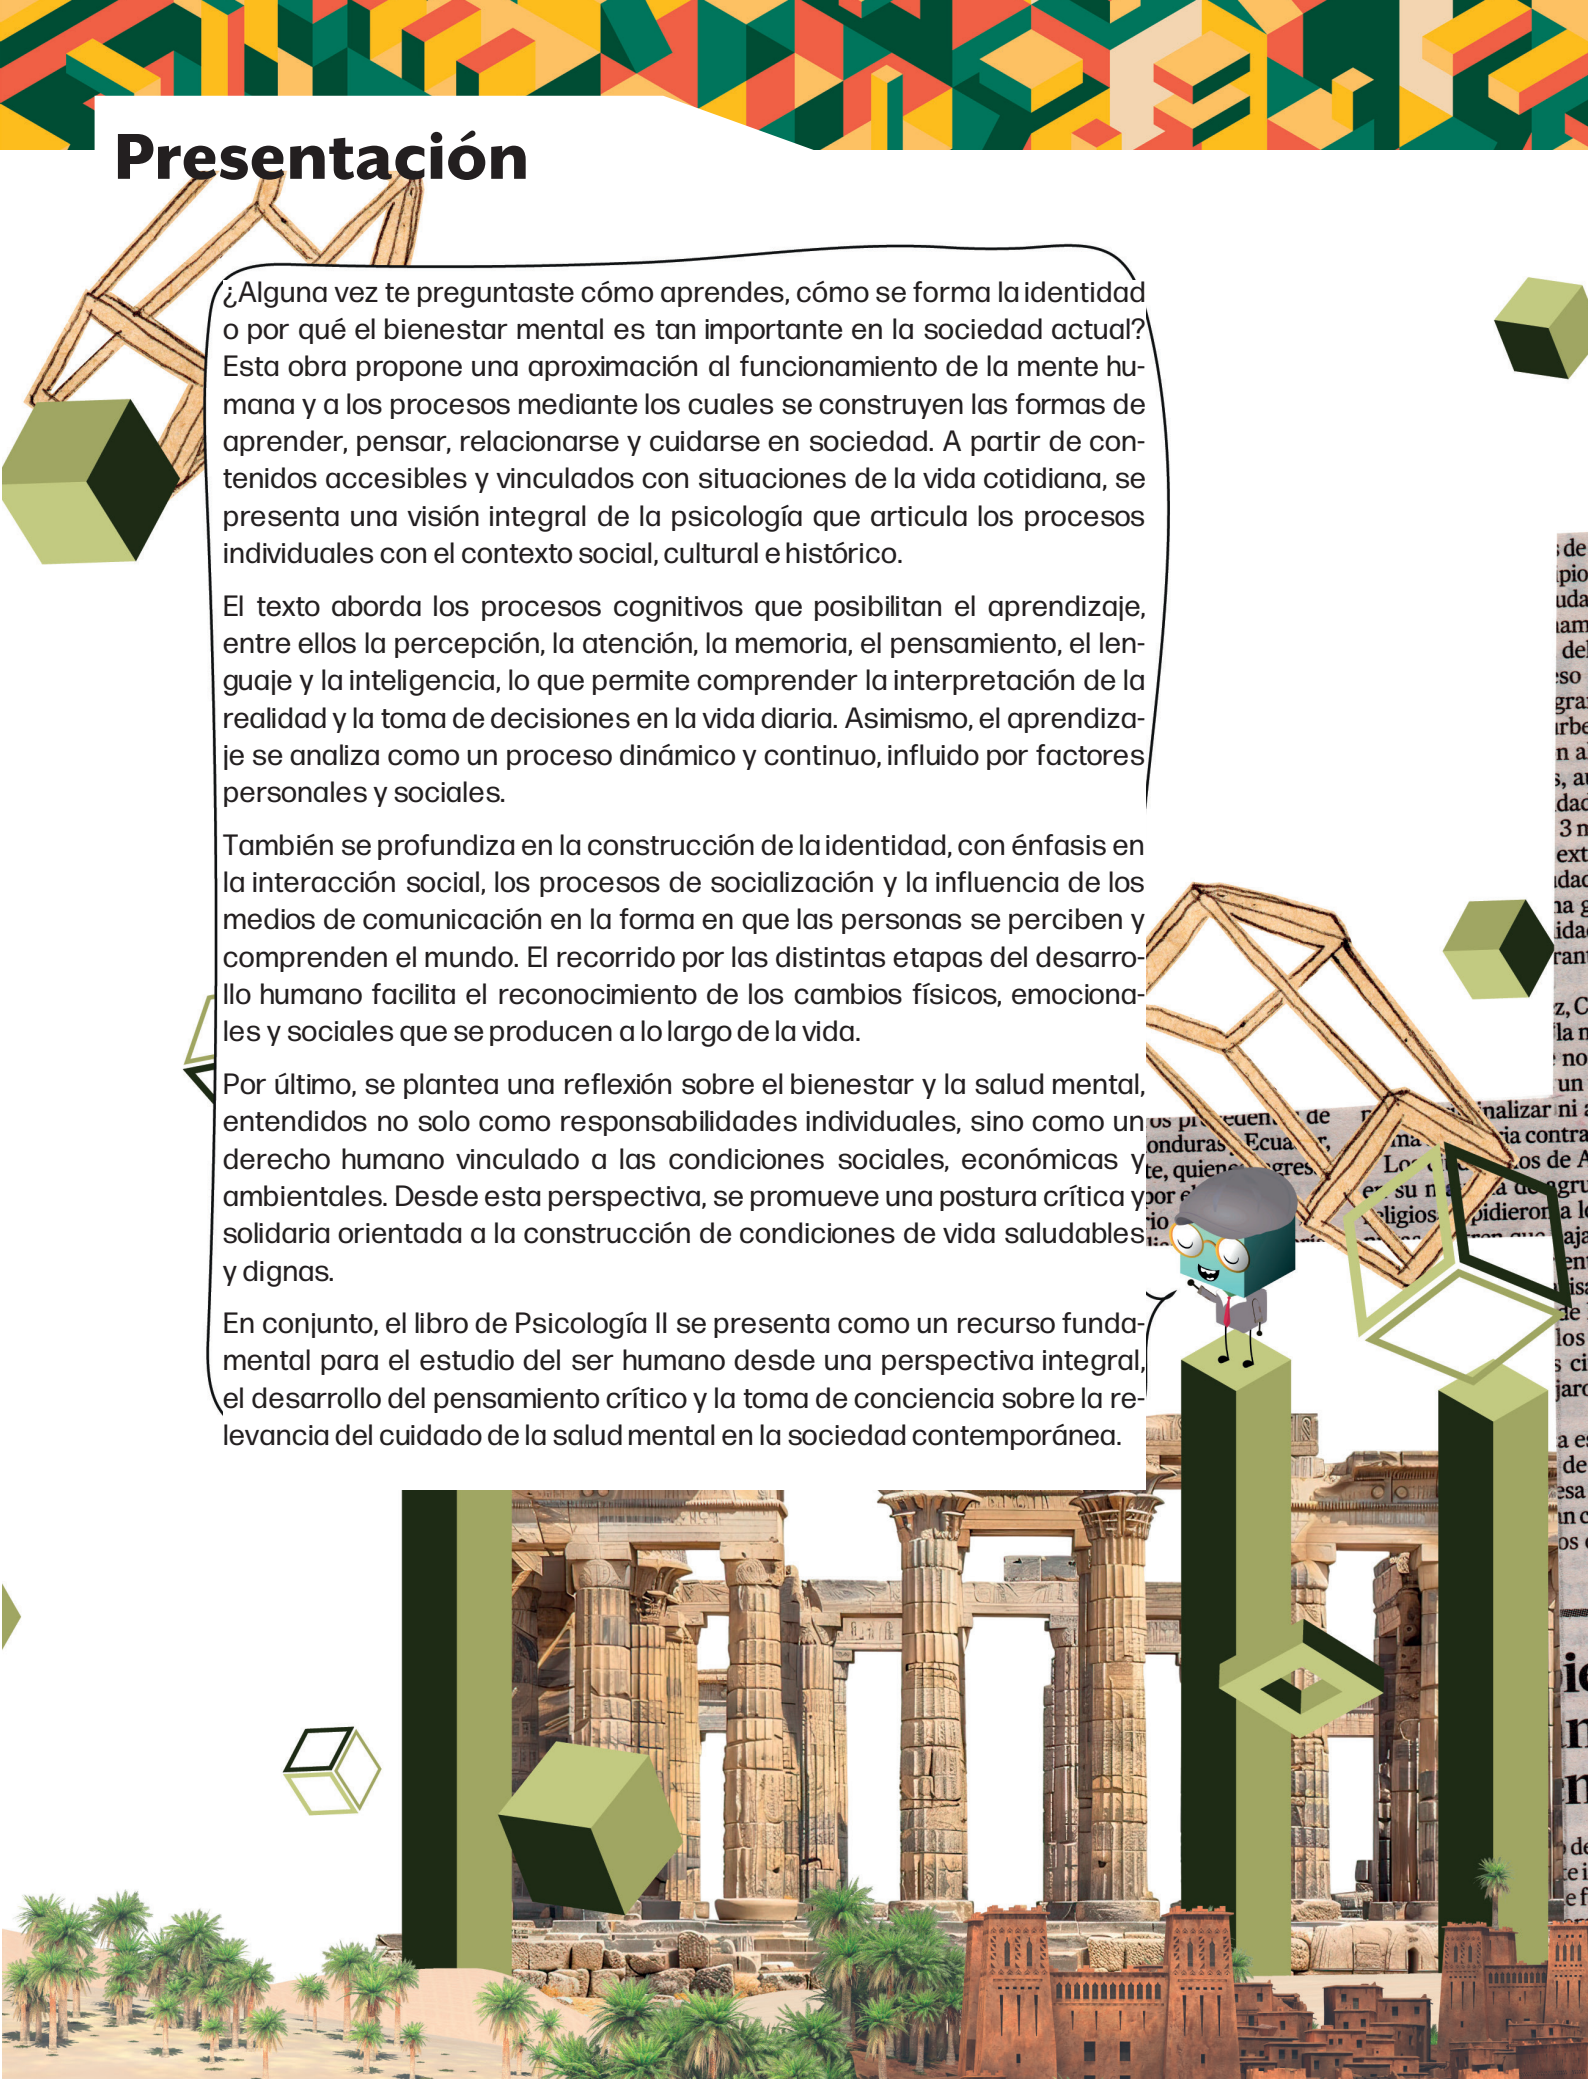 Presentación
¿Alguna vez te preguntaste cómo aprendes, cómo se forma la identidad
o por qué el bienestar mental es tan importante en la sociedad actual?
Esta obra propone una aproximación al funcionamiento de la mente hu-
mana y a los procesos mediante los cuales se construyen las formas de
aprender, pensar, relacionarse y cuidarse en sociedad. A partir de con-
tenidos accesibles y vinculados con situaciones de la vida cotidiana, se
presenta una visión integral de la psicología que articula los procesos
individuales con el contexto social, cultural e histórico.
El texto aborda los procesos cognitivos que posibilitan el aprendizaje,
entre ellos la percepción, la atención, la memoria, el pensamiento, el len-
guaje y la inteligencia, lo que permite comprender la interpretación de la
realidad y la toma de decisiones en la vida diaria. Asimismo, el aprendiza-
je se analiza como un proceso dinámico y continuo, influido por factores
personales y sociales.
También se profundiza en la construcción de la identidad, con énfasis en
la interacción social, los procesos de socialización y la influencia de los
medios de comunicación en la forma en que las personas se perciben y
comprenden el mundo. El recorrido por las distintas etapas del desarro-
llo humano facilita el reconocimiento de los cambios físicos, emociona-
les y sociales que se producen a lo largo de la vida.
Por último, se plantea una reflexión sobre el bienestar y la salud mental,
entendidos no solo como responsabilidades individuales, sino como un
derecho humano vinculado a las condiciones sociales, económicas y
ambientales. Desde esta perspectiva, se promueve una postura crítica y
solidaria orientada a la construcción de condiciones de vida saludables
y dignas.
En conjunto, el libro de Psicología II se presenta como un recurso funda-
mental para el estudio del ser humano desde una perspectiva integral,
el desarrollo del pensamiento crítico y la toma de conciencia sobre la re-
levancia del cuidado de la salud mental en la sociedad contemporánea.